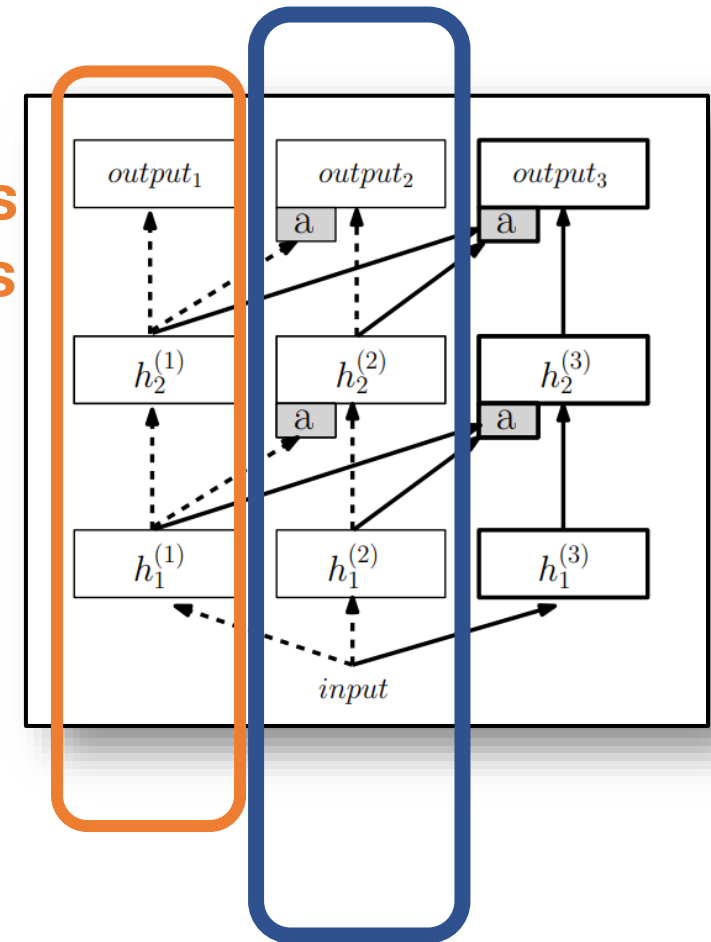 output₁ output₂ output₃
s
a a
s
h₂⁽¹⁾ h₂⁽²⁾ h₂⁽³⁾
a a
h₁⁽¹⁾ h₁⁽²⁾ h₁⁽³⁾
input